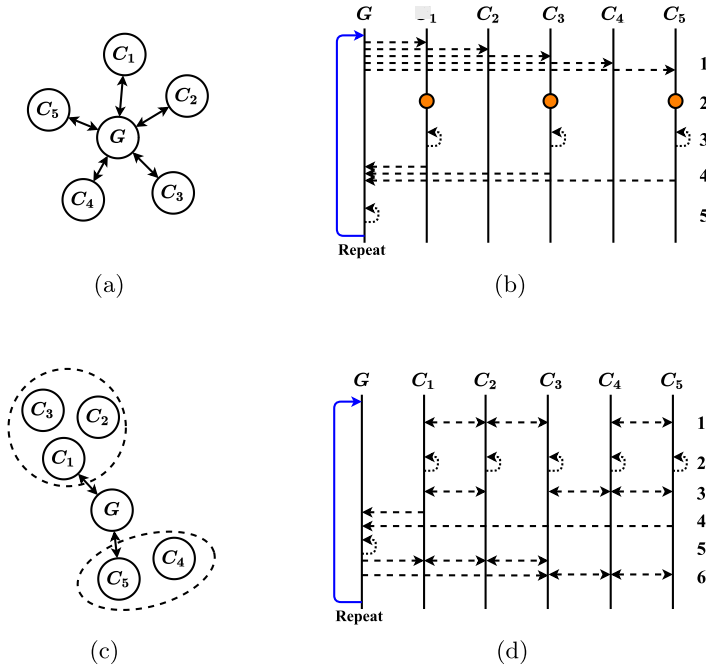 C₁
C₂
C₅
G
C₄
C₃
(a)
G ₁ C₂ C₃ C₄ C₅
1
2
3
4
5
Repeat
(b)
C₃
C₂
C₁
G
C₄
C₅
(c)
G C₁ C₂ C₃ C₄ C₅
1
2
3
4
5
6
Repeat
(d)